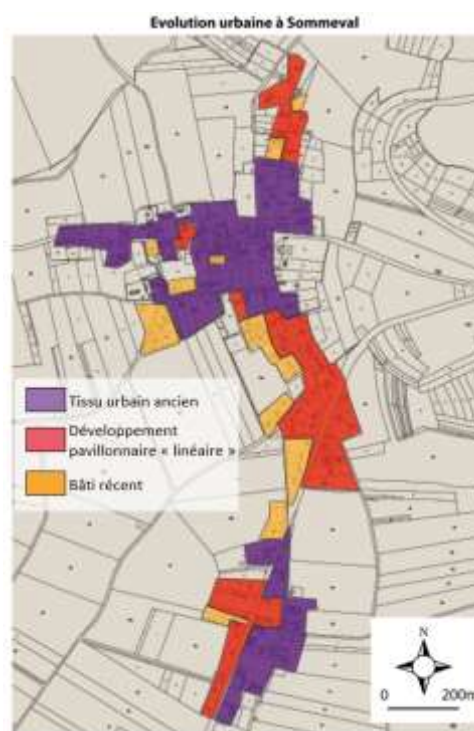 Evolution urbaine à Sommeval
Tissu urbain ancien
Développement
pavillonnaire « linéaire »
Bâti récent
N
0 200m